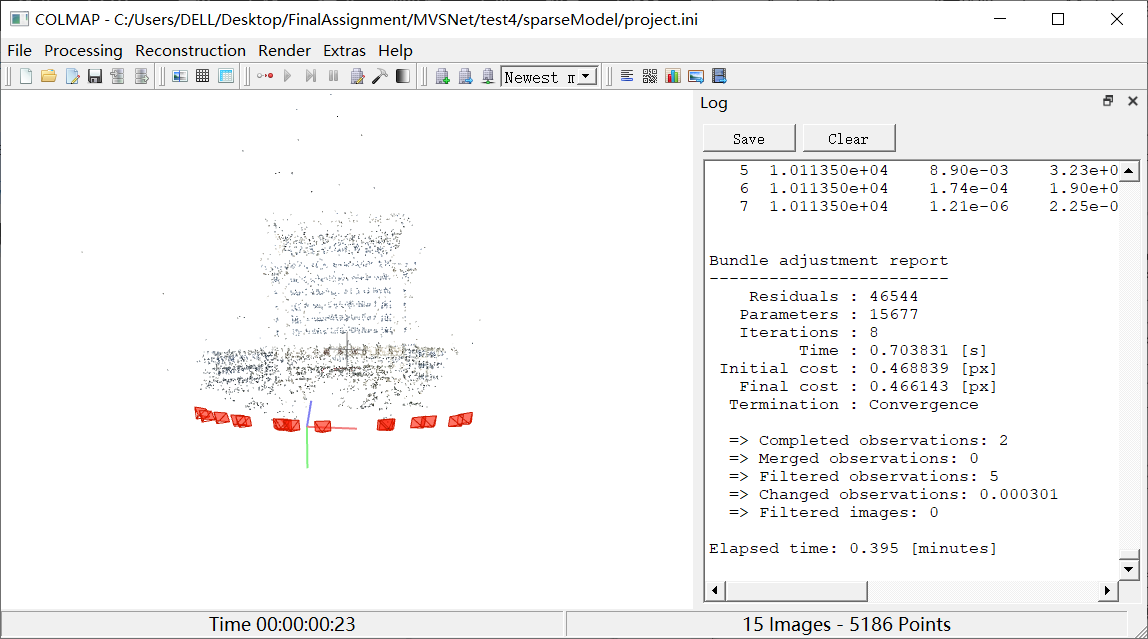 COLMAP - C:/Users/DELL/Desktop/FinalAssignment/MVSNet/test4/sparseModel/project.ini
File Processing Reconstruction Render Extras Help
Newest m
Log
Save Clear
5 1.011350e+04 8.90e-03 3.23e+0
6 1.011350e+04 1.74e-04 1.90e+0
7 1.011350e+04 1.21e-06 2.25e-0
Bundle adjustment report
------------------------
Residuals : 46544
Parameters : 15677
Iterations : 8
Time : 0.703831 [s]
Initial cost : 0.468839 [px]
Final cost : 0.466143 [px]
Termination : Convergence
=> Completed observations: 2
=> Merged observations: 0
=> Filtered observations: 5
=> Changed observations: 0.000301
=> Filtered images: 0
Elapsed time: 0.395 [minutes]
Time 00:00:00:23
15 Images - 5186 Points